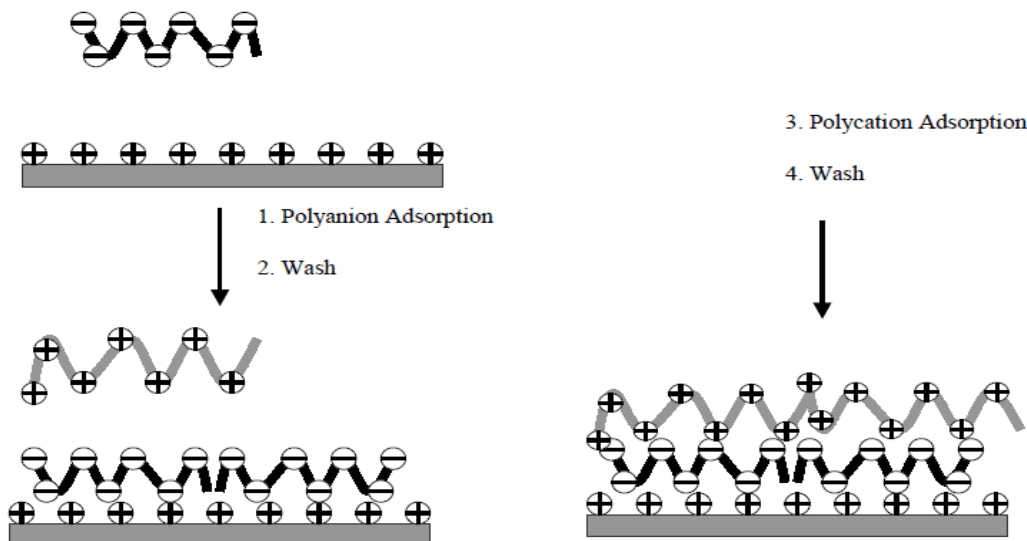 1. Polyanion Adsorption
2. Wash
3. Polycation Adsorption
4. Wash